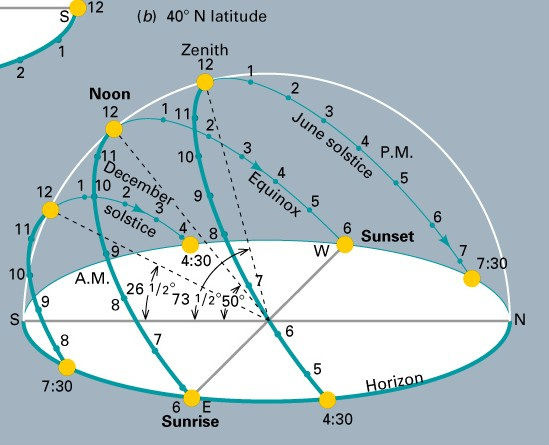 S 12
1
2
(b) 40° N latitude
Zenith
12
1
2
3
4
5
6
7
7:30
June solstice
P.M.
Noon
12
1
2
3
4
5
6
Equinox
W
Sunset
11
10
9
8
7
6
5
4:30
11
10
9
8
7
6
E
Sunrise
December
solstice
12
1
2
3
4
4:30
11
10
9
8
7:30
A.M.
26 1/2°
73 1/2°
50°
S
N
Horizon